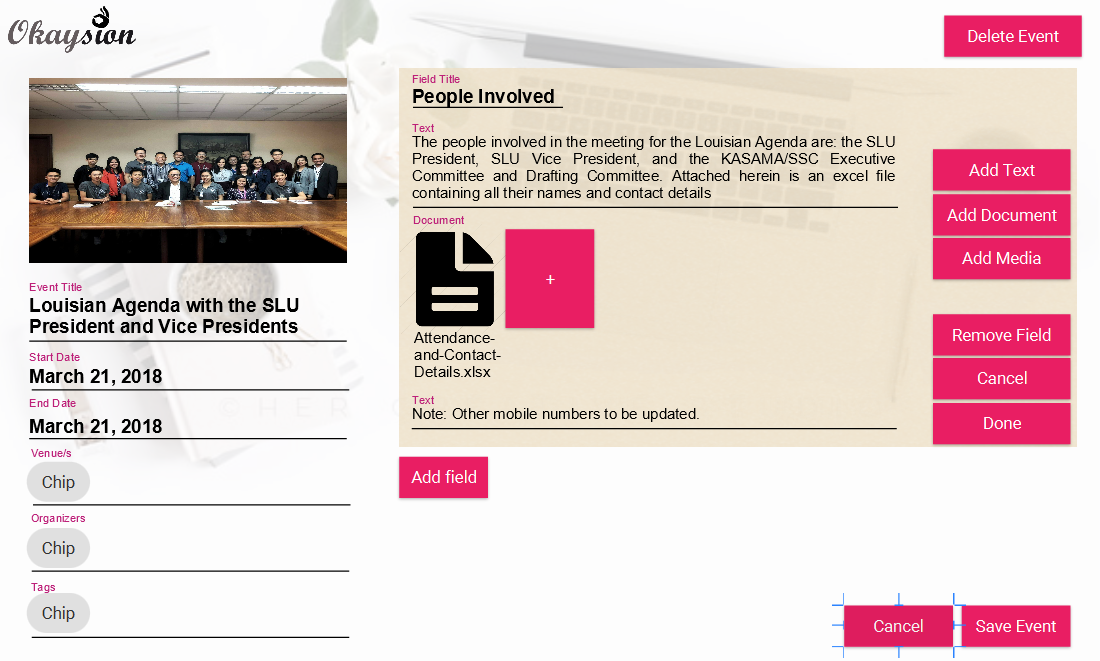 Okaysion
Delete Event
Event Title
Louisian Agenda with the SLU
President and Vice Presidents
Start Date
March 21, 2018
End Date
March 21, 2018
Venue/s
Chip
Organizers
Chip
Tags
Chip
Field Title
People Involved
Text
The people involved in the meeting for the Louisian Agenda are: the SLU
President, SLU Vice President, and the KASAMA/SSC Executive
Committee and Drafting Committee. Attached herein is an excel file
containing all their names and contact details
Document
+
Attendance-
and-Contact-
Details.xlsx
Text
Note: Other mobile numbers to be updated.
Add Text
Add Document
Add Media
Remove Field
Cancel
Done
Add field
Cancel
Save Event